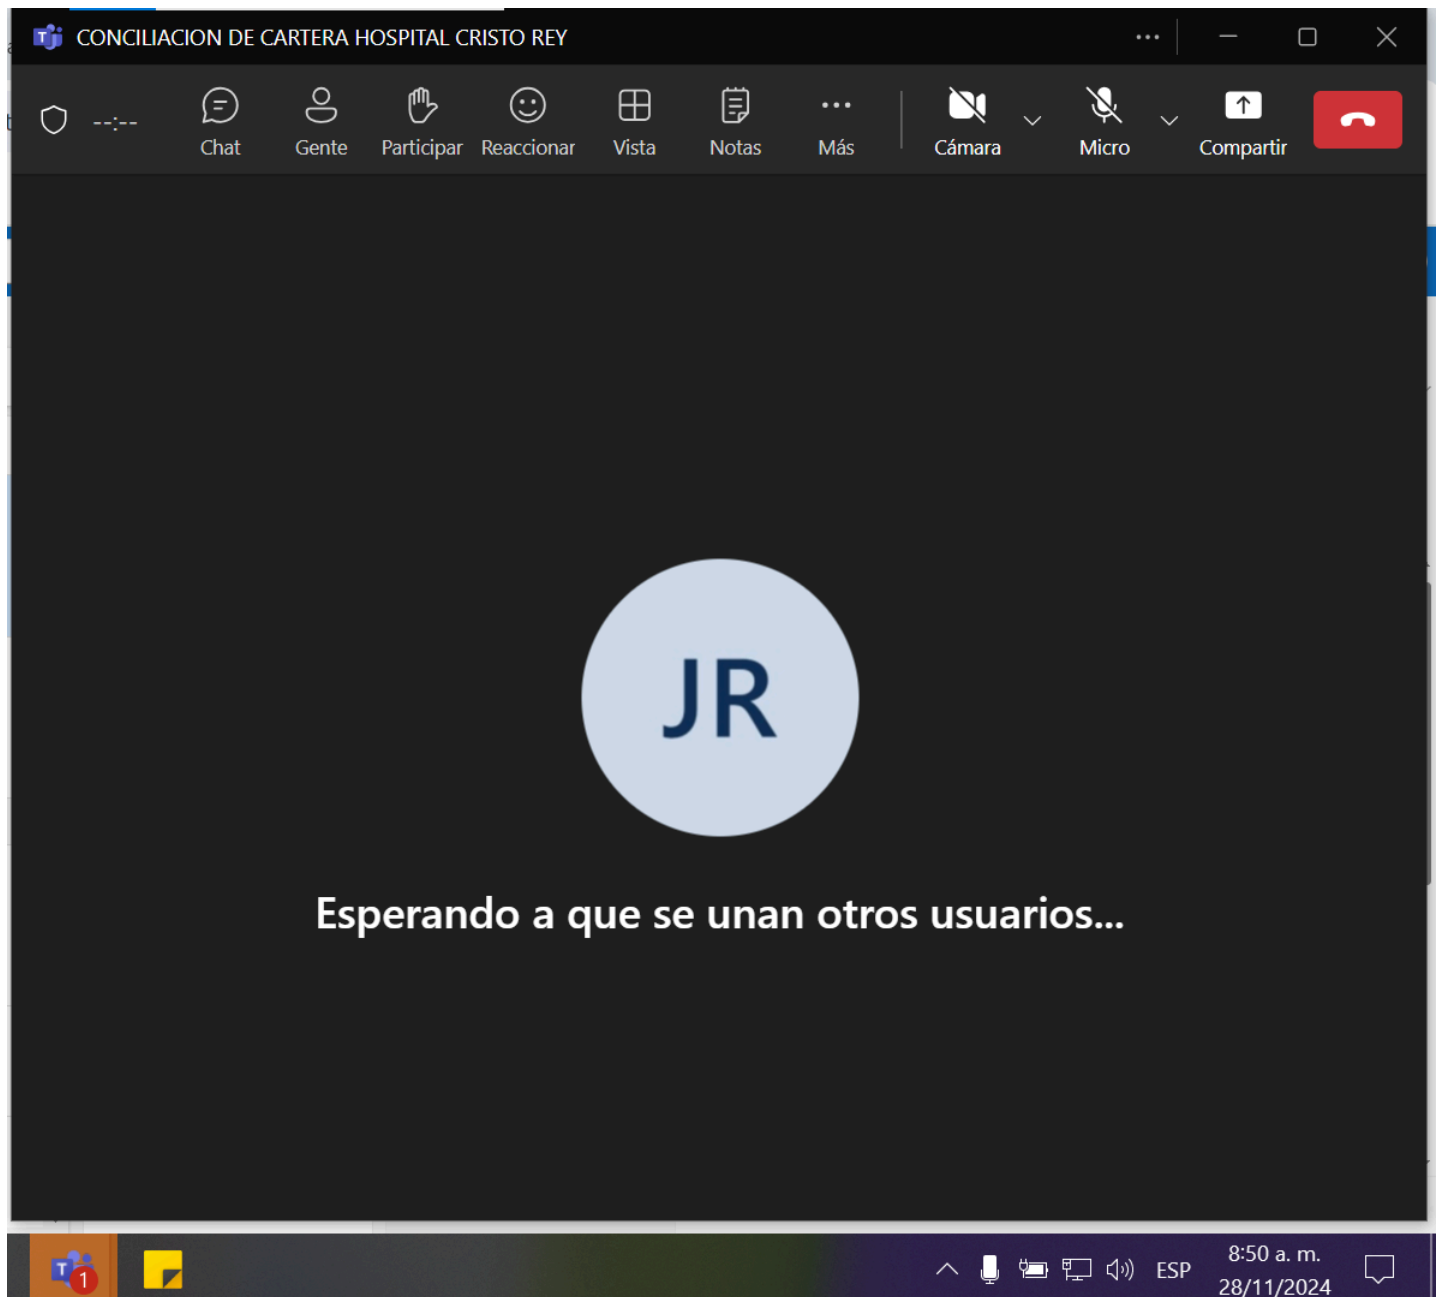 CONCILIACION DE CARTERA HOSPITAL CRISTO REY
--:--
Chat
Gente
Participar
Reaccionar
Vista
Notas
Más
Cámara
Micro
Compartir
JR
Esperando a que se unan otros usuarios...
1
ESP
8:50 a. m.
28/11/2024